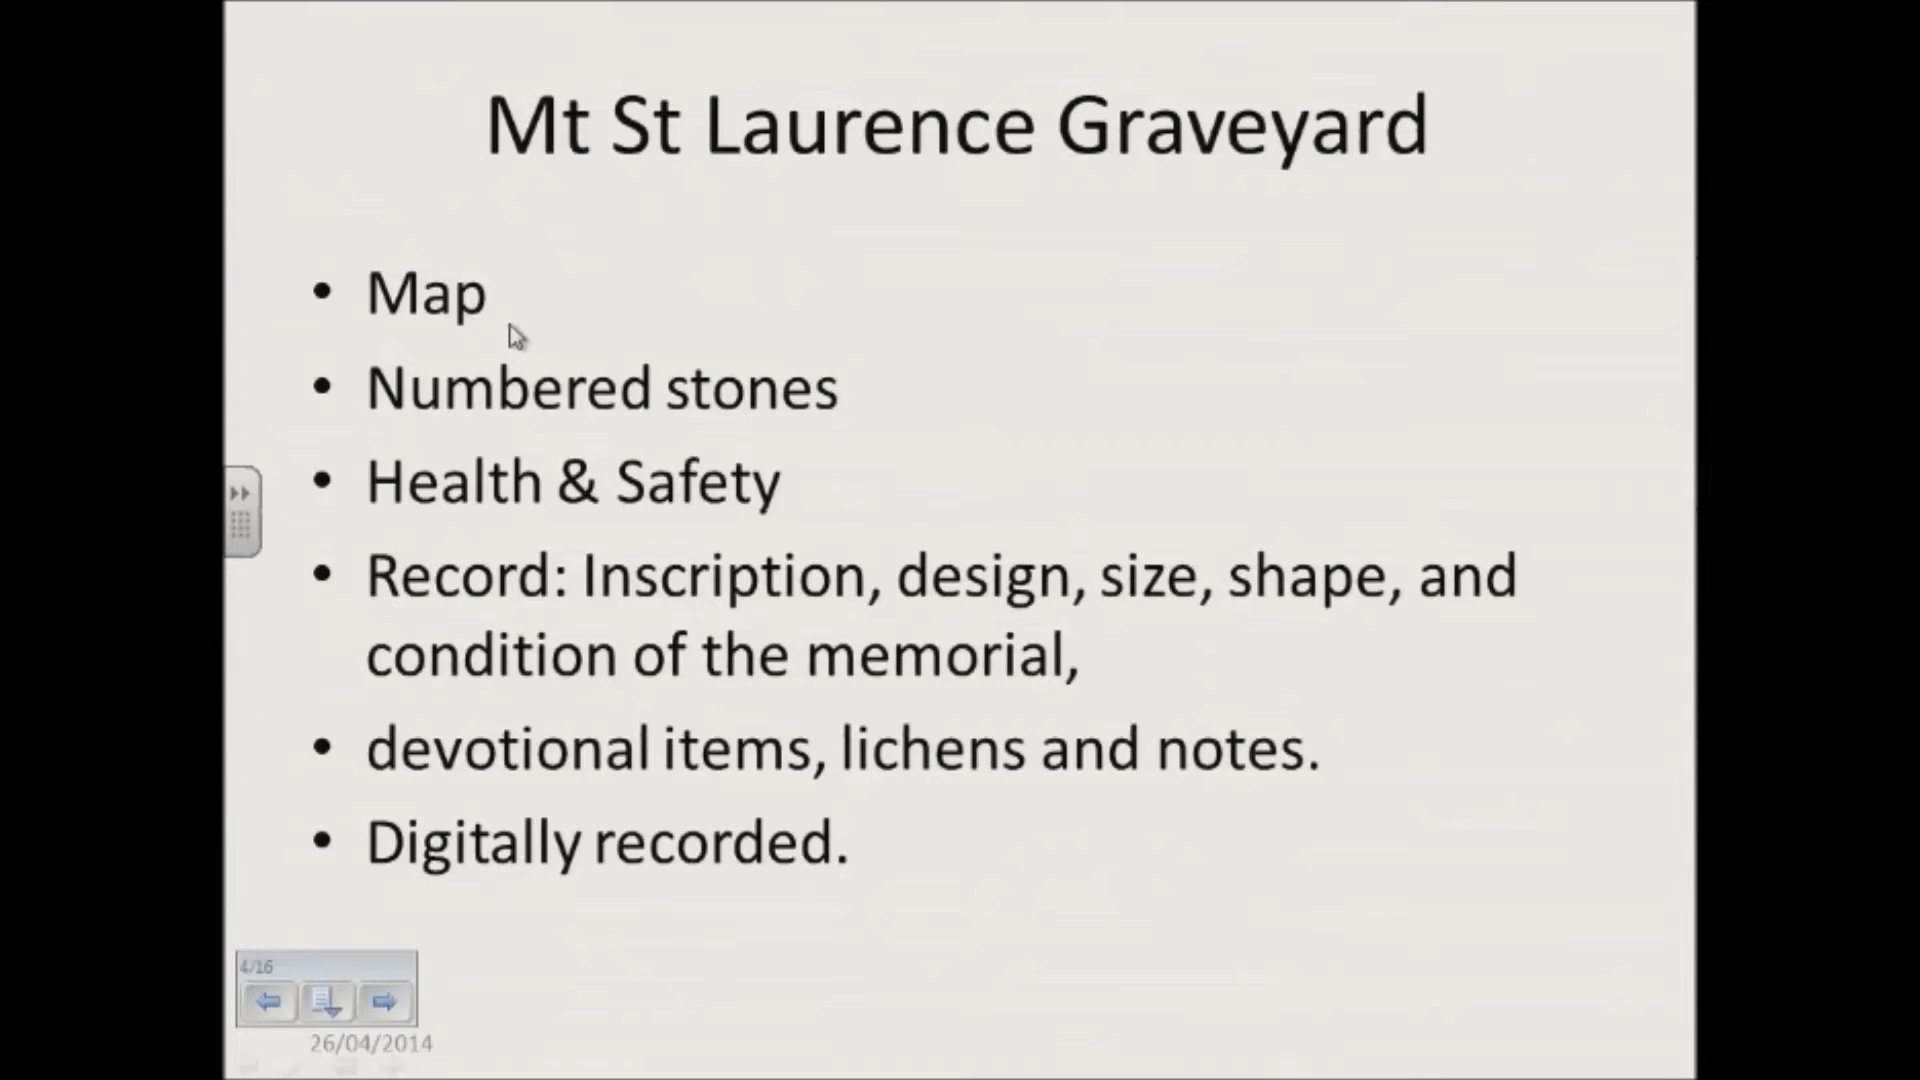 Mt St Laurence Graveyard
• Map
• Numbered stones
• Health & Safety
• Record: Inscription, design, size, shape, and
condition of the memorial,
• devotional items, lichens and notes.
• Digitally recorded.
4/16
26/04/2014